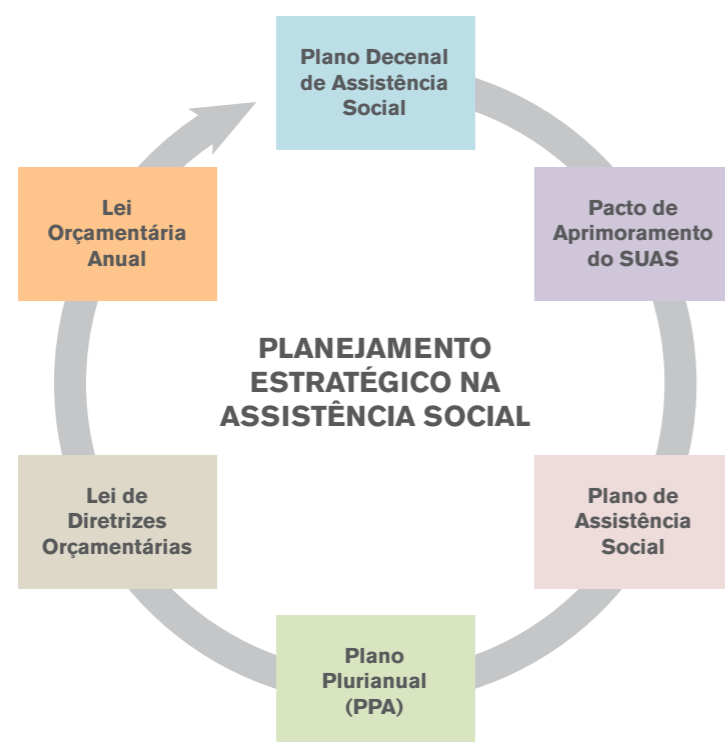 Plano Decenal
de Assistência
Social
Lei
Orçamentária
Anual
Pacto de
Aprimoramento
do SUAS
PLANEJAMENTO
ESTRATÉGICO NA
ASSISTÊNCIA SOCIAL
Lei de
Diretrizes
Orçamentárias
Plano de
Assistência
Social
Plano
Plurianual
(PPA)